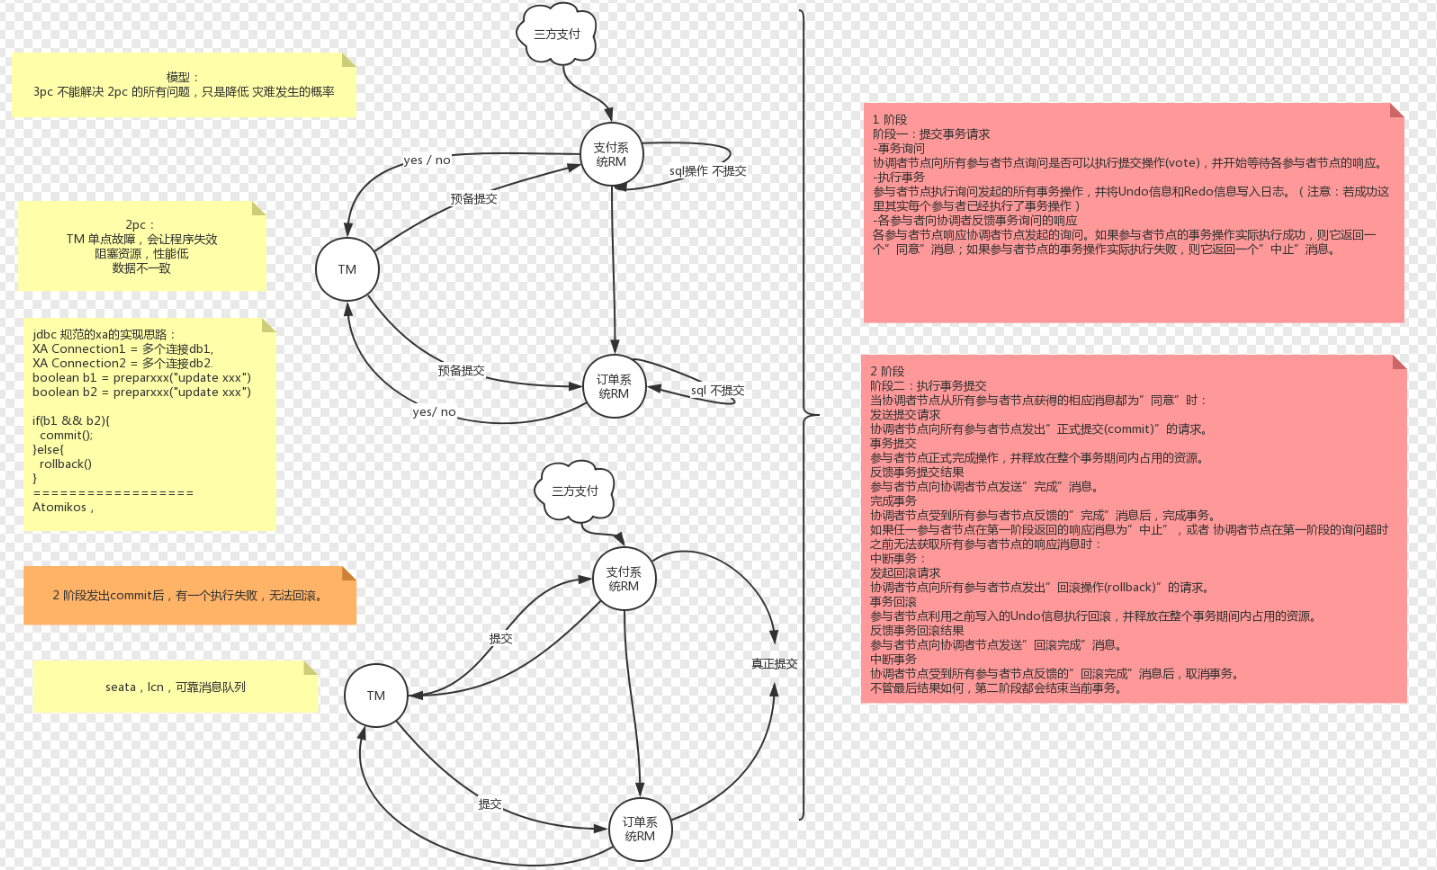 模型：
3pc 不能解决 2pc 的所有问题，只是降低 灾难发生的概率
2pc：
TM 单点故障，会让程序失效
阻塞资源，性能低
数据不一致
jdbc 规范的xa的实现思路：
XA Connection1 = 多个连接db1,
XA Connection2 = 多个连接db2.
boolean b1 = preparxxx("update xxx")
boolean b2 = preparxxx("update xxx")
if(b1 && b2){
commit();
}else{
rollback()
}
==================
Atomikos，
2 阶段发出commit后，有一个执行失败，无法回滚。
seata，lcn，可靠消息队列
三方支付
支付系
统RM
yes / no
sql操作 不提交
预备提交
TM
预备提交
订单系
统RM
sql 不提交
yes/ no
三方支付
支付系
统RM
提交
真正提交
TM
提交
订单系
统RM
1 阶段
阶段一：提交事务请求
-事务询问
协调者节点向所有参与者节点询问是否可以执行提交操作(vote)，并开始等待各参与者节点的响应。
-执行事务
参与者节点执行询问发起的所有事务操作，并将Undo信息和Redo信息写入日志。（注意：若成功这
里其实每个参与者已经执行了事务操作）
-各参与者向协调者反馈事务询问的响应
各参与者节点响应协调者节点发起的询问。如果参与者节点的事务操作实际执行成功，则它返回一
个”同意”消息；如果参与者节点的事务操作实际执行失败，则它返回一个”中止”消息。
2 阶段
阶段二：执行事务提交
当协调者节点从所有参与者节点获得的相应消息都为”同意”时：
发送提交请求
协调者节点向所有参与者节点发出”正式提交(commit)”的请求。
事务提交
参与者节点正式完成操作，并释放在整个事务期间内占用的资源。
反馈事务提交结果
参与者节点向协调者节点发送”完成”消息。
完成事务
协调者节点受到所有参与者节点反馈的”完成”消息后，完成事务。
如果任一参与者节点在第一阶段返回的响应消息为”中止”，或者 协调者节点在第一阶段的询问超时
之前无法获取所有参与者节点的响应消息时：
中断事务：
发起回滚请求
协调者节点向所有参与者节点发出”回滚操作(rollback)”的请求。
事务回滚
参与者节点利用之前写入的Undo信息执行回滚，并释放在整个事务期间内占用的资源。
反馈事务回滚结果
参与者节点向协调者节点发送”回滚完成”消息。
中断事务
协调者节点受到所有参与者节点反馈的”回滚完成”消息后，取消事务。
不管最后结果如何，第二阶段都会结束当前事务。